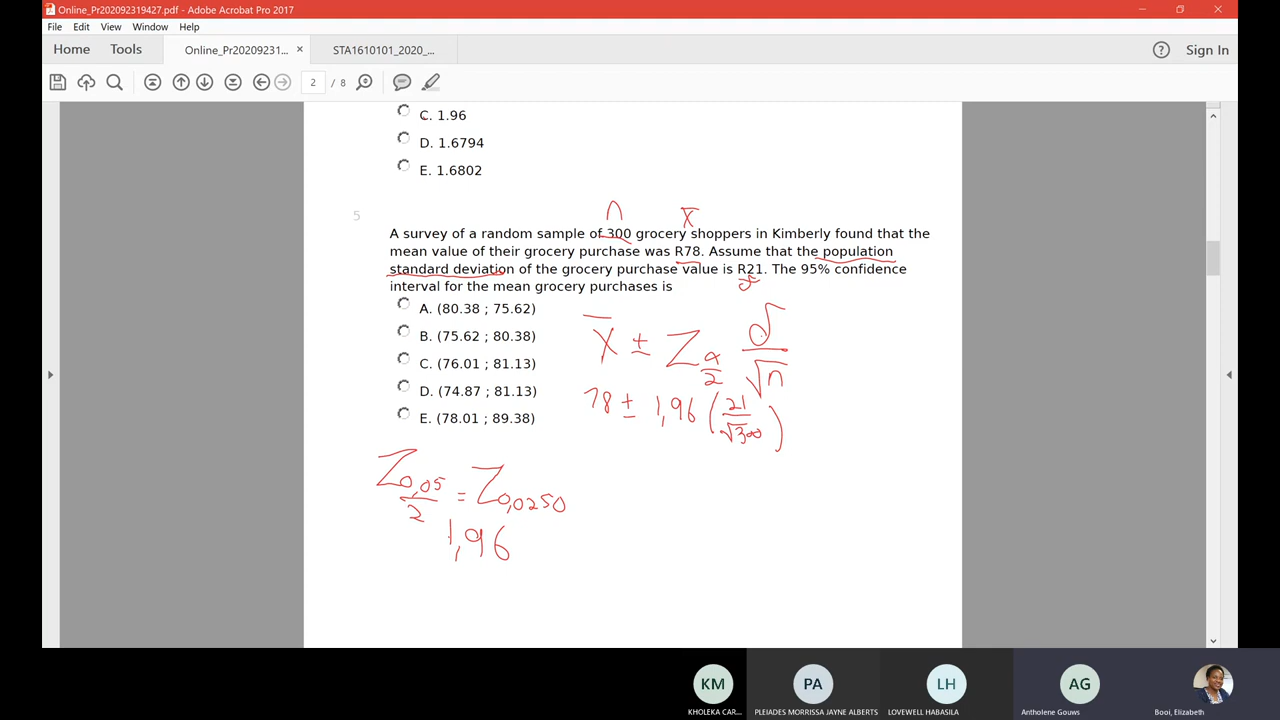 Online_Pr202092319427.pdf - Adobe Acrobat Pro 2017
File Edit View Window Help
Home Tools Online_Pr20209231... × STA1610101_2020_... Sign In
2 / 8
C. 1.96
D. 1.6794
E. 1.6802
n x̄
5
A survey of a random sample of 300 grocery shoppers in Kimberly found that the
mean value of their grocery purchase was R78. Assume that the population
standard deviation of the grocery purchase value is R21. The 95% confidence
interval for the mean grocery purchases is
σ
A. (80.38 ; 75.62)
B. (75.62 ; 80.38)
C. (76.01 ; 81.13)
D. (74.87 ; 81.13)
E. (78.01 ; 89.38)
X̄ ± Z α/2 σ/√n
78 ± 1,96 (21/√300)
Z 0,05/2 = Z 0,0250
1,96
KM PA LH AG
KHOLEKA CAR... PLEIADES MORRISSA JAYNE ALBERTS LOVEWELL HABASILA Antholene Gouws Booi, Elizabeth